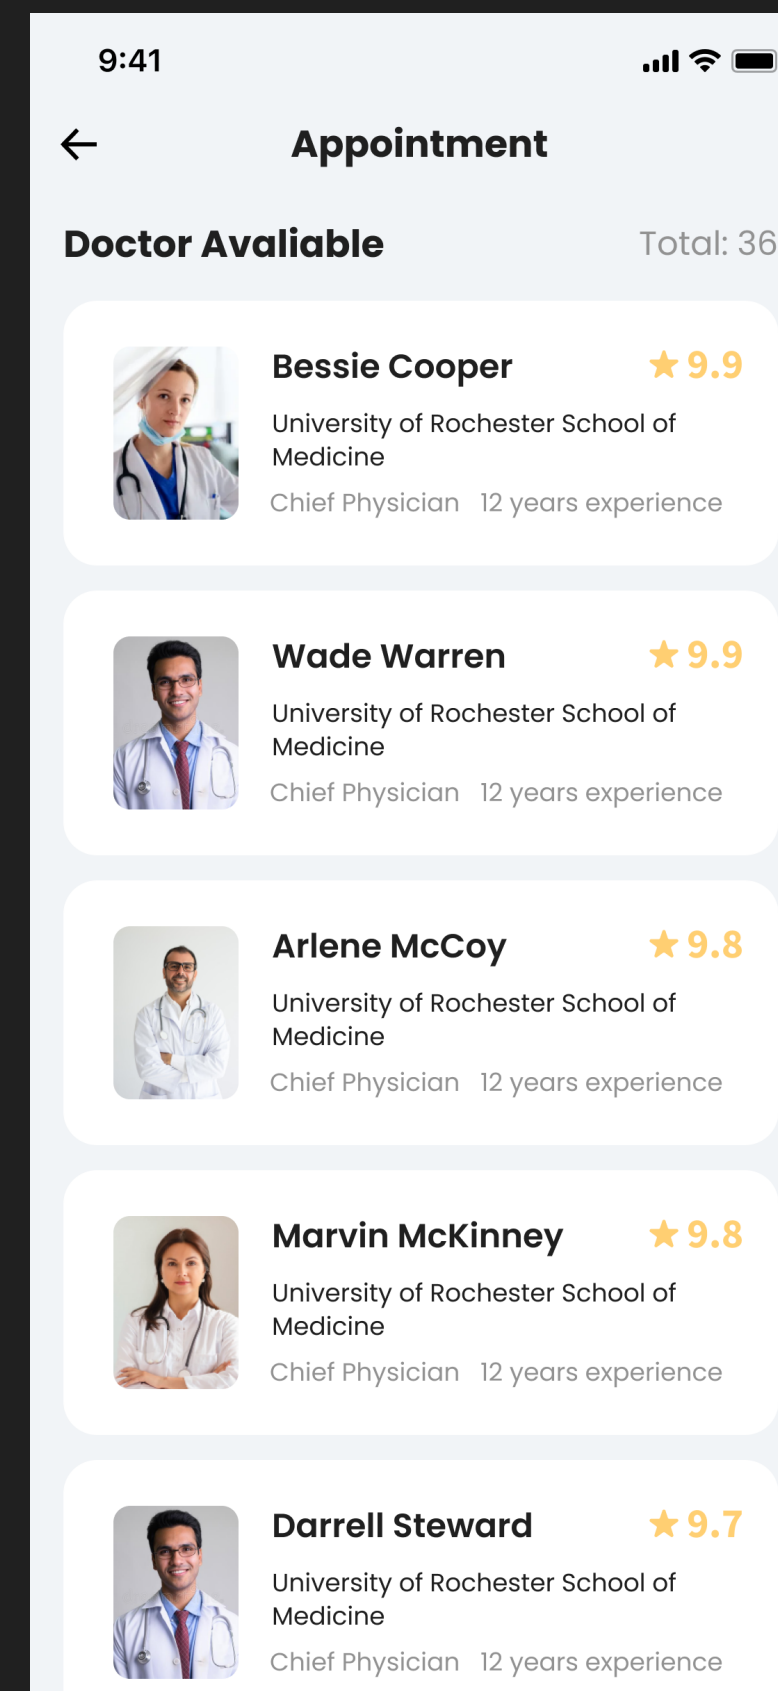 9:41
Appointment
Doctor Avaliable Total: 36
Bessie Cooper 9.9
University of Rochester School of
Medicine
Chief Physician 12 years experience
Wade Warren 9.9
University of Rochester School of
Medicine
Chief Physician 12 years experience
Arlene McCoy 9.8
University of Rochester School of
Medicine
Chief Physician 12 years experience
Marvin McKinney 9.8
University of Rochester School of
Medicine
Chief Physician 12 years experience
Darrell Steward 9.7
University of Rochester School of
Medicine
Chief Physician 12 years experience